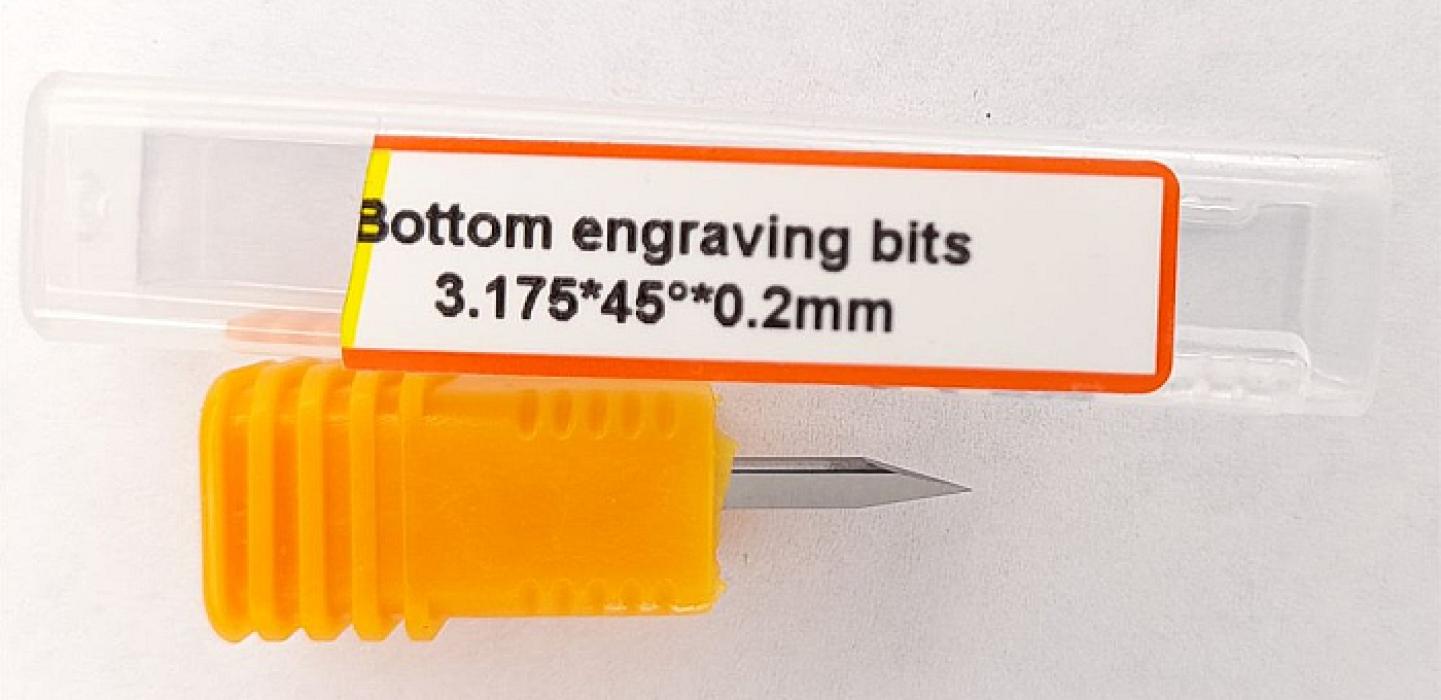 Bottom engraving bits
3.175*45°*0.2mm